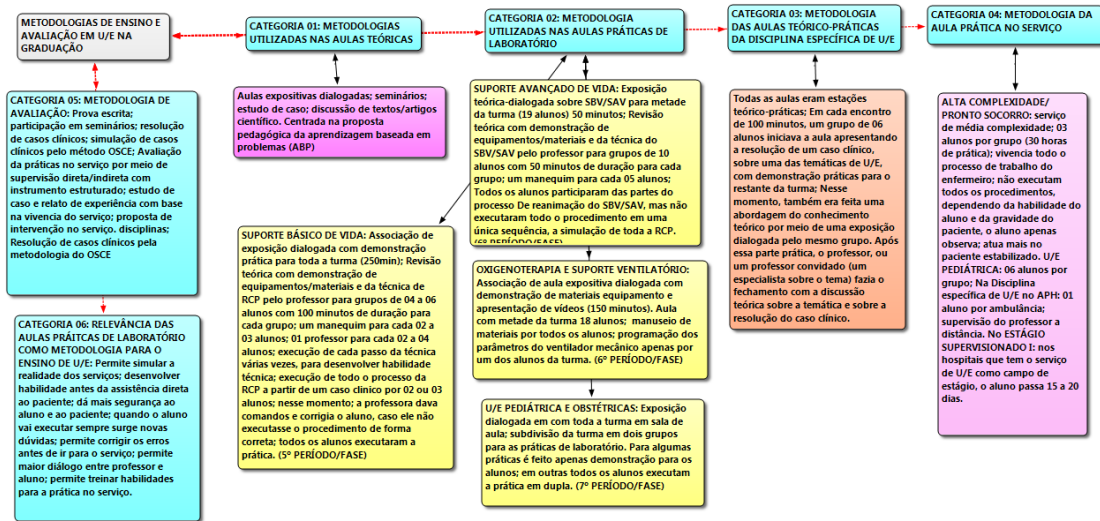 METODOLOGIAS DE ENSINO E
AVALIAÇÃO EM U/E NA
GRADUAÇÃO
CATEGORIA 01: METODOLOGIAS
UTILIZADAS NAS AULAS TEÓRICAS
CATEGORIA 02: METODOLOGIA
UTILIZADAS NAS AULAS PRÁTICAS DE
LABORATÓRIO
CATEGORIA 03: METODOLOGIA
DAS AULAS TEÓRICO-PRÁTICAS
DA DISCIPLINA ESPECÍFICA DE U/E
CATEGORIA 04: METODOLOGIA DA
AULA PRÁTICA NO SERVIÇO
CATEGORIA 05: METODOLOGIA DE
AVALIAÇÃO: Prova escrita;
participação em seminários; resolução
de casos clínicos; simulação de casos
clínicos pelo método OSCE; Avaliação
da práticas no serviço por meio de
supervisão direta/indireta com
instrumento estruturado; estudo de
caso e relato de experiência com base
na vivencia do serviço; proposta de
intervenção no serviço. disciplinas;
Resolução de casos clínicos pela
metodologia do OSCE
CATEGORIA 06: RELEVÂNCIA DAS
AULAS PRÁITCAS DE LABORATÓRIO
COMO METODOLOGIA PARA O
ENSINO DE U/E: Permite simular a
realidade dos serviços; desenvolver
habilidade antes da assistência direta
ao paciente; dá mais segurança ao
aluno e ao paciente; quando o aluno
vai executar sempre surge novas
dúvidas; permite corrigir os erros
antes de ir para o serviço; permite
maior diálogo entre professor e
aluno; permite treinar habilidades
para a prática no serviço.
Aulas expositivas dialogadas; seminários;
estudo de caso; discussão de textos/artigos
científico. Centrada na proposta
pedagógica da aprendizagem baseada em
problemas (ABP)
SUPORTE BÁSICO DE VIDA: Associação de
exposição dialogada com demonstração
prática para toda a turma (250min); Revisão
teórica com demonstração de
equipamentos/materiais e da técnica de
RCP pelo professor para grupos de 04 a 06
alunos com 100 minutos de duração para
cada grupo; um manequim para cada 02 a
03 alunos; 01 professor para cada 02 a 04
alunos; execução de cada passo da técnica
várias vezes, para desenvolver habilidade
técnica; execução de todo o processo da
RCP a partir de um caso clinico por 02 ou 03
alunos; nesse momento; a professora dava
comandos e corrigia o aluno, caso ele não
executasse o procedimento de forma
correta; todos os alunos executaram a
prática. (5º PERÍODO/FASE)
SUPORTE AVANÇADO DE VIDA: Exposição
teórica-dialogada sobre SBV/SAV para metade
da turma (19 alunos) 50 minutos; Revisão
teórica com demonstração de
equipamentos/materiais e da técnica do
SBV/SAV pelo professor para grupos de 10
alunos com 50 minutos de duração para cada
grupo; um manequim para cada 05 alunos;
Todos os alunos participaram das partes do
processo De reanimação do SBV/SAV, mas não
executaram todo o procedimento em uma
única sequência, a simulação de toda a RCP.
(6º PERÍODO/FASE)
OXIGENOTERAPIA E SUPORTE VENTILATÓRIO:
Associação de aula expositiva dialogada com
demonstração de materiais equipamento e
apresentação de vídeos (150 minutos). Aula
com metade da turma 18 alunos; manuseio de
materiais por todos os alunos; programação dos
parâmetros do ventilador mecânico apenas por
um dos alunos da turma. (6º PERÍODO/FASE)
U/E PEDIÁTRICA E OBSTÉTRICAS: Exposição
dialogada em com toda a turma em sala de
aula; subdivisão da turma em dois grupos
para as práticas de laboratório. Para algumas
práticas é feito apenas demonstração para os
alunos; em outras todos os alunos executam
a prática em dupla. (7º PERÍODO/FASE)
Todas as aulas eram estações
teórico-práticas; Em cada encontro
de 100 minutos, um grupo de 06
alunos iniciava a aula apresentando
a resolução de um caso clínico,
sobre uma das temáticas de U/E,
com demonstração práticas para o
restante da turma; Nesse
momento, também era feita uma
abordagem do conhecimento
teórico por meio de uma exposição
dialogada pelo mesmo grupo. Após
essa parte prática, o professor, ou
um professor convidado (um
especialista sobre o tema) fazia o
fechamento com a discussão
teórica sobre a temática e sobre a
resolução do caso clínico.
ALTA COMPLEXIDADE/
PRONTO SOCORRO: serviço
de média complexidade; 03
alunos por grupo (30 horas
de prática); vivencia todo o
processo de trabalho do
enfermeiro; não executam
todos os procedimentos,
dependendo da habilidade do
aluno e da gravidade do
paciente, o aluno apenas
observa; atua mais no
paciente estabilizado. U/E
PEDIÁTRICA: 06 alunos por
grupo; Na Disciplina
especifica de U/E no APH: 01
aluno por ambulância;
supervisão do professor a
distância. No ESTÁGIO
SUPERVISIONADO I: nos
hospitais que tem o serviço
de U/E como campo de
estágio, o aluno passa 15 a 20
dias.